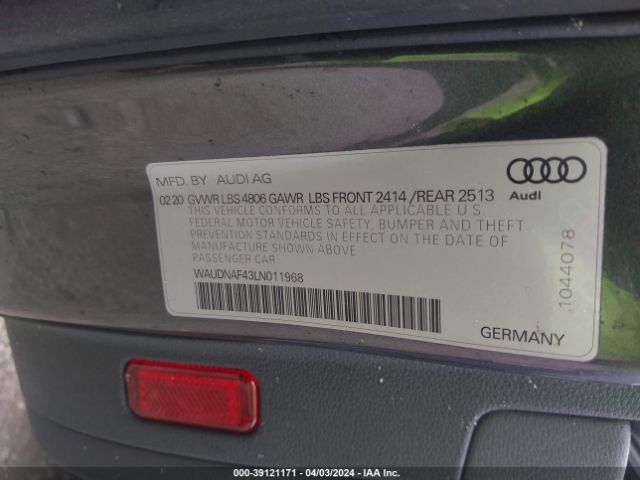 MFD. BY AUDI AG
02 20 GVWR LBS 4806 GAWR LBS FRONT 2414 /REAR 2513
THIS VEHICLE CONFORMS TO ALL APPLICABLE U S.
FEDERAL MOTOR VEHICLE SAFETY, BUMPER AND THEFT
PREVENTION STANDARDS IN EFFECT ON THE DATE OF
MANUFACTURE SHOWN ABOVE
PASSENGER CAR.
WAUDNAF43LN011968
Audi
1044078
GERMANY
000-39121171 - 04/03/2024 - IAA Inc.